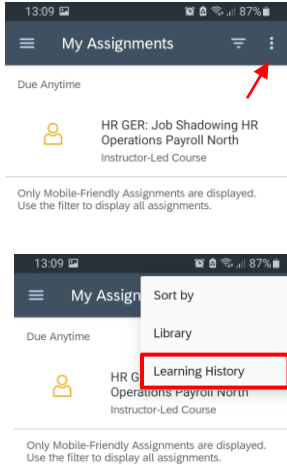 13:09 87%
My Assignments
Due Anytime
HR GER: Job Shadowing HR
Operations Payroll North
Instructor-Led Course
Only Mobile-Friendly Assignments are displayed.
Use the filter to display all assignments.
13:09 87%
My Assign
Sort by
Due Anytime
Library
HR G
Learning History
Operations Payroll North
Instructor-Led Course
Only Mobile-Friendly Assignments are displayed.
Use the filter to display all assignments.